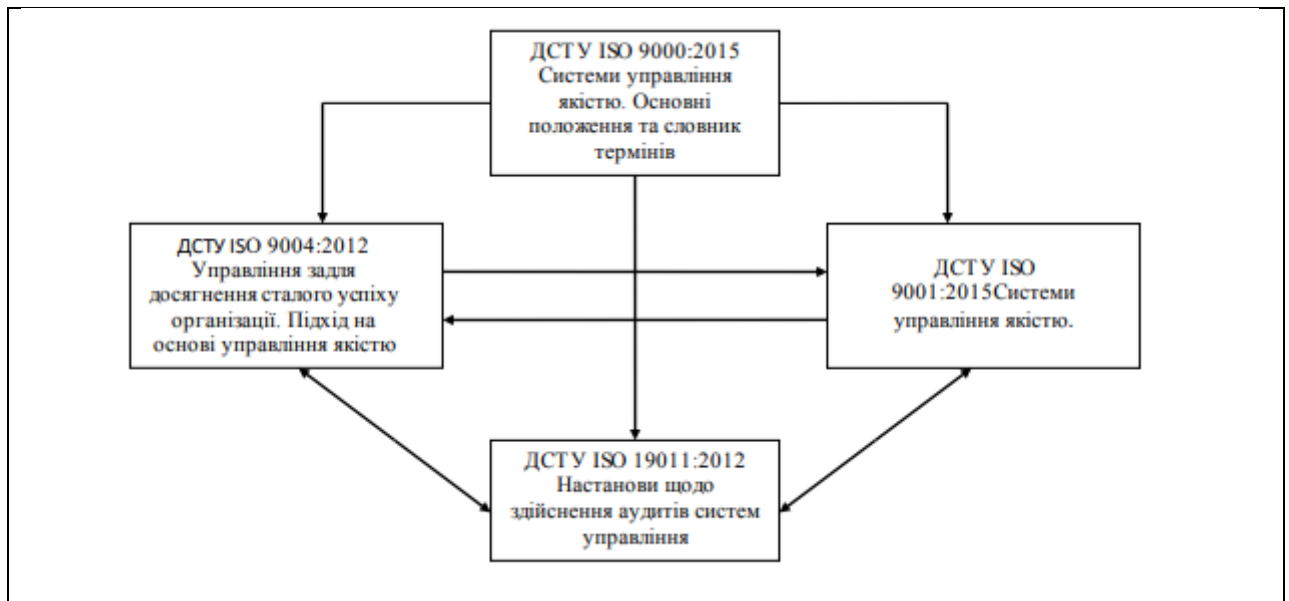 ДСТУ ISO 9000:2015
Системи управління
якістю. Основні
положення та словник
термінів
ДСТУ ISO 9004:2012
Управління задля
досягнення сталого успіху
організації. Підхід на
основі управління якістю
ДСТУ ISO
9001:2015Системи
управління якістю.
ДСТУ ISO 19011:2012
Настанови щодо
здійснення аудитів систем
управління